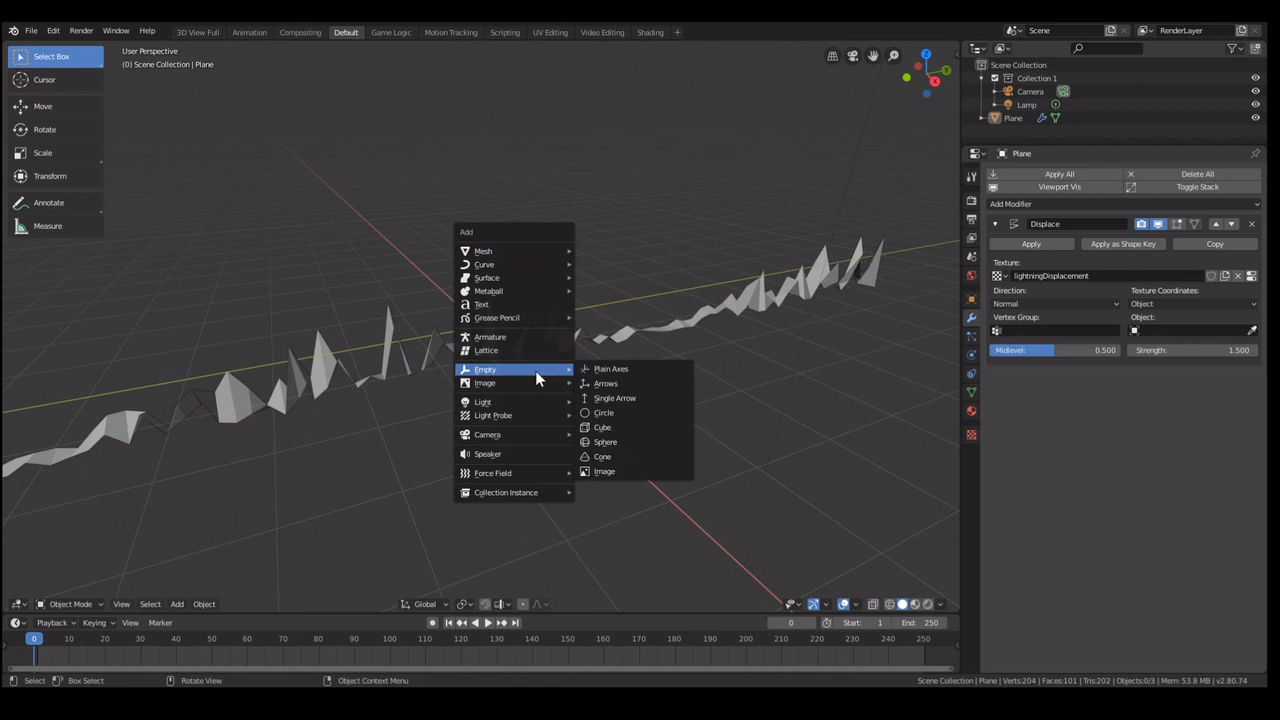 File Edit Render Window Help
3D View Full Animation Compositing Default Game Logic Motion Tracking Scripting UV Editing Video Editing Shading +
Scene
RenderLayer
Select Box
Cursor
Move
Rotate
Scale
Transform
Annotate
Measure
User Perspective
(0) Scene Collection | Plane
Z
Y
X
Add
Mesh
Curve
Surface
Metaball
Text
Grease Pencil
Armature
Lattice
Empty
Image
Light
Light Probe
Camera
Speaker
Force Field
Collection Instance
Plain Axes
Arrows
Single Arrow
Circle
Cube
Sphere
Cone
Image
Scene Collection
Collection 1
Camera
Lamp
Plane
Plane
Apply All Delete All
Viewport Vis Toggle Stack
Add Modifier
Displace
Apply Apply as Shape Key Copy
Texture:
lightningDisplacement
Direction: Texture Coordinates:
Normal Object
Vertex Group: Object:
Midlevel: 0.500 Strength: 1.500
Object Mode View Select Add Object Global
Playback Keying View Marker 0 Start: 1 End: 250
0 10 20 30 40 50 60 70 80 90 100 110 120 130 140 150 160 170 180 190 200 210 220 230 240 250
Select Box Select Rotate View Object Context Menu Scene Collection | Plane | Verts:204 | Faces:101 | Tris:202 | Objects:0/3 | Mem: 53.8 MB | v2.80.74